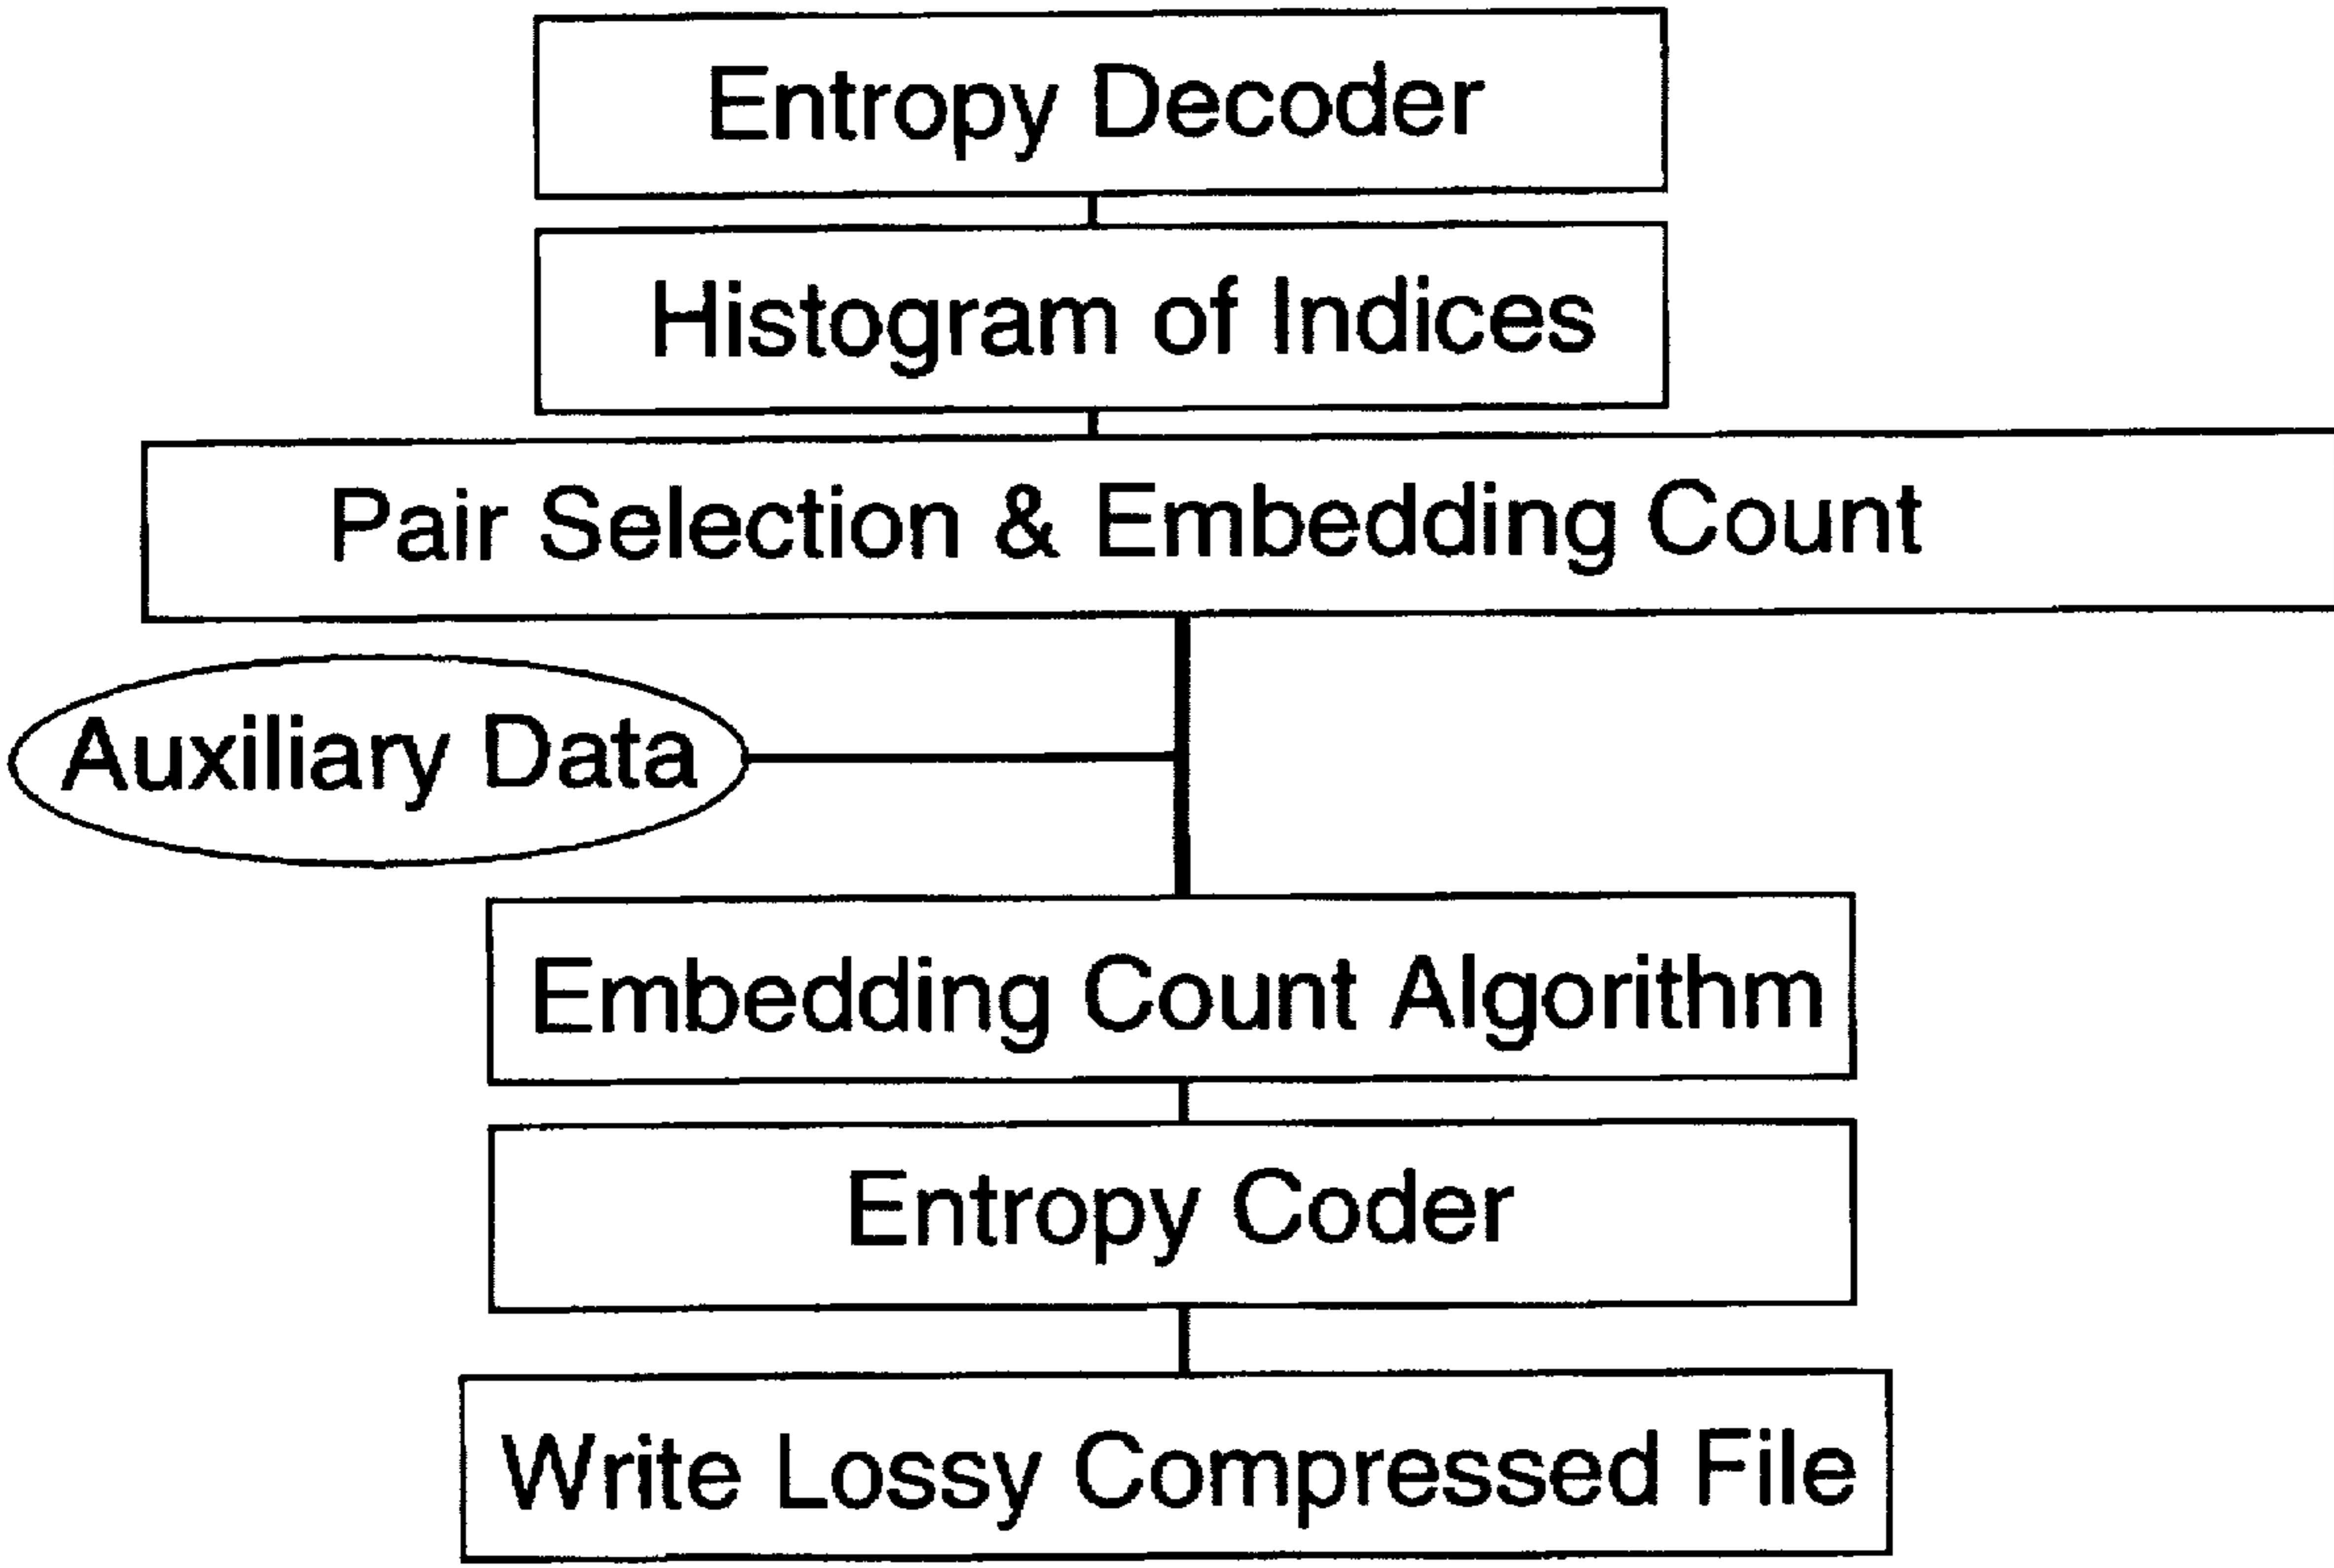 Entropy Decoder
Histogram of Indices
Pair Selection & Embedding Count
Auxiliary Data
Embedding Count Algorithm
Entropy Coder
Write Lossy Compressed File